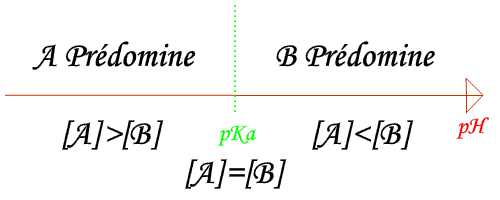 A Prédomine B Prédomine
[A]>[B] pKa [A]<[B] pH
[A]=[B]